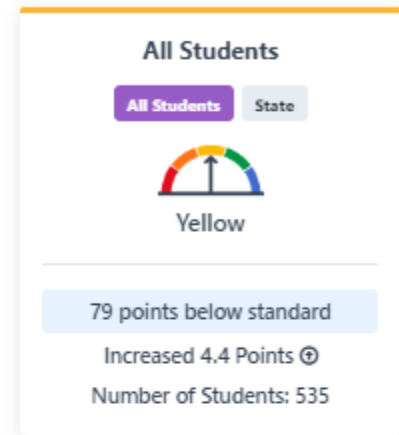 All Students
All Students State
Yellow
79 points below standard
Increased 4.4 Points
Number of Students: 535